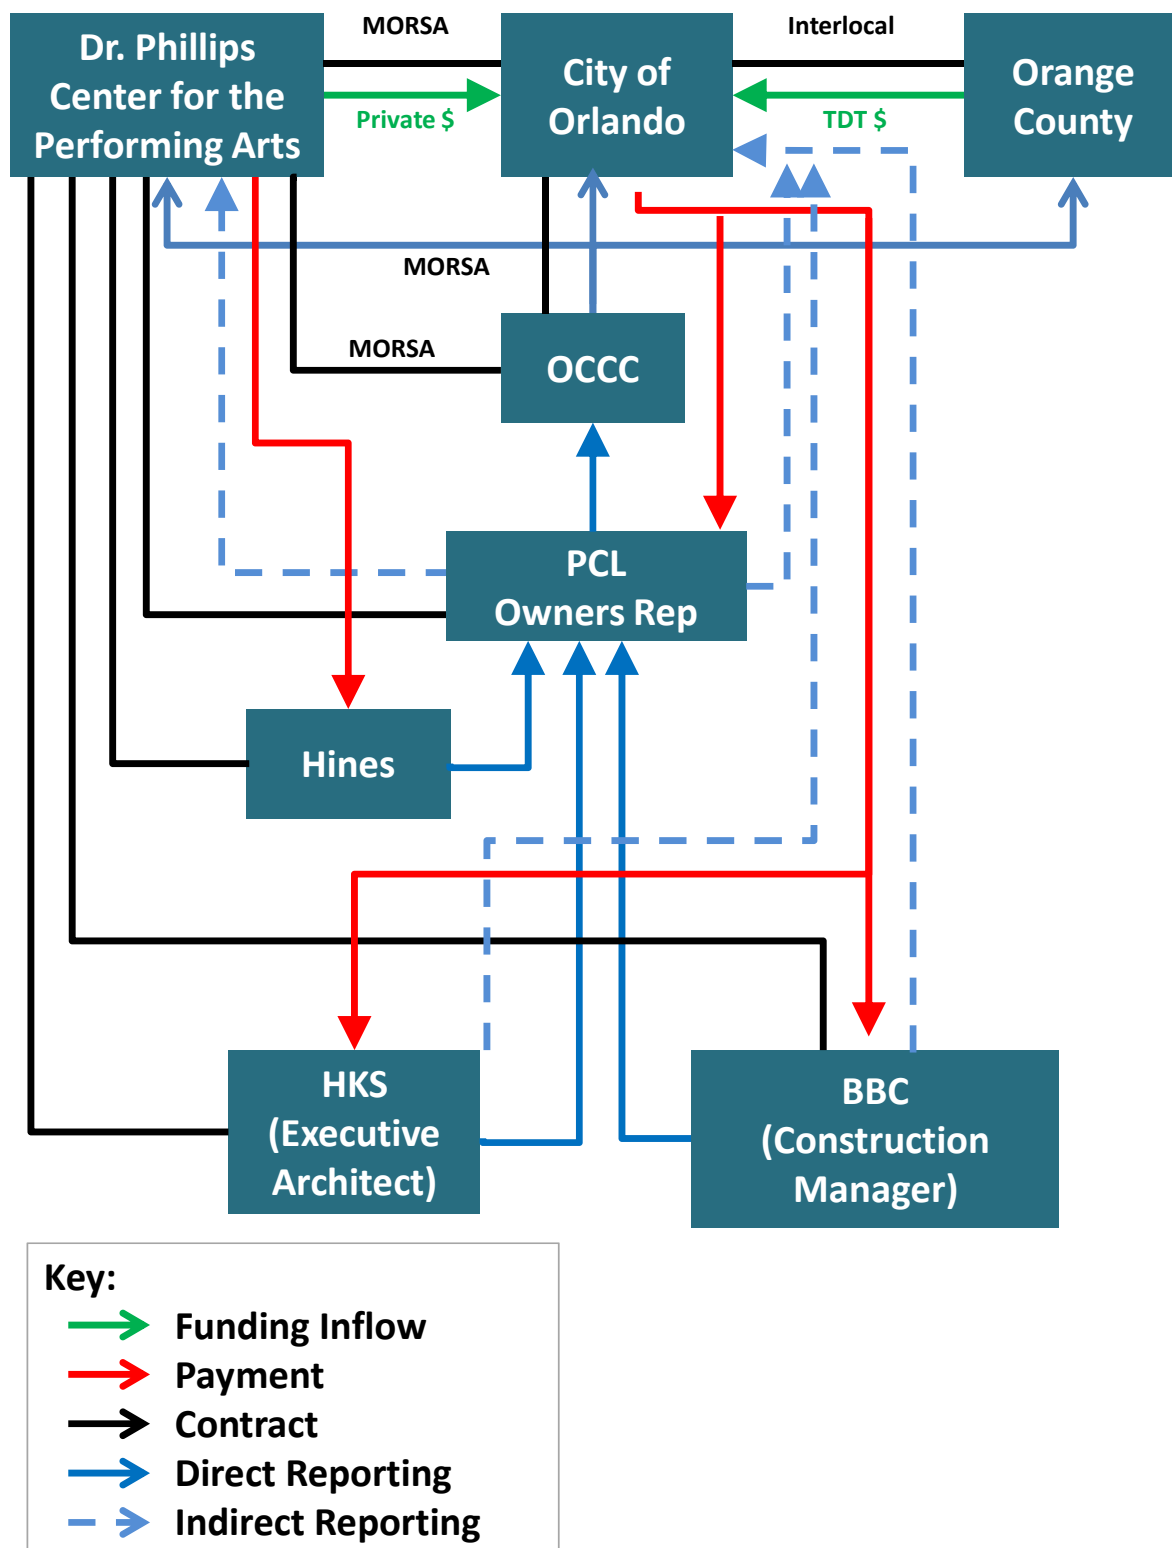 MORSA
Interlocal
Dr. Phillips
Center for the
Performing Arts
City of
Orlando
Orange
County
Private $
TDT $
MORSA
MORSA
OCCC
PCL
Owners Rep
Hines
HKS
(Executive
Architect)
BBC
(Construction
Manager)
Key:
Funding Inflow
Payment
Contract
Direct Reporting
Indirect Reporting